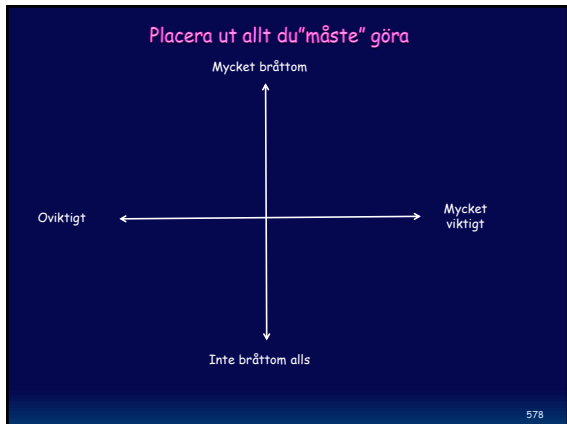 Placera ut allt du”måste” göra
Mycket bråttom
Oviktigt
Mycket
viktigt
Inte bråttom alls
578